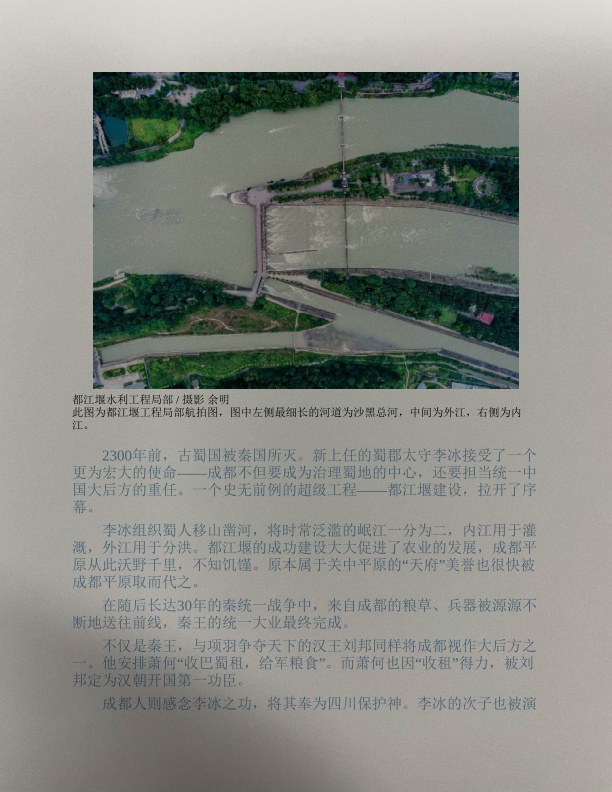 都江堰水利工程局部 / 摄影 余明
此图为都江堰工程局部航拍图，图中左侧最细长的河道为沙黑总河，中间为外江，右侧为内
江。
2300年前，古蜀国被秦国所灭。新上任的蜀郡太守李冰接受了一个
更为宏大的使命——成都不但要成为治理蜀地的中心，还要担当统一中
国大后方的重任。一个史无前例的超级工程——都江堰建设，拉开了序
幕。
李冰组织蜀人移山凿河，将时常泛滥的岷江一分为二，内江用于灌
溉，外江用于分洪。都江堰的成功建设大大促进了农业的发展，成都平
原从此沃野千里，不知饥馑。原本属于关中平原的“天府”美誉也很快被
成都平原取而代之。
在随后长达30年的秦统一战争中，来自成都的粮草、兵器被源源不
断地送往前线，秦王的统一大业最终完成。
不仅是秦王，与项羽争夺天下的汉王刘邦同样将成都视作大后方之
一。他安排萧何“收巴蜀租，给军粮食”。而萧何也因“收租”得力，被刘
邦定为汉朝开国第一功臣。
成都人则感念李冰之功，将其奉为四川保护神。李冰的次子也被演